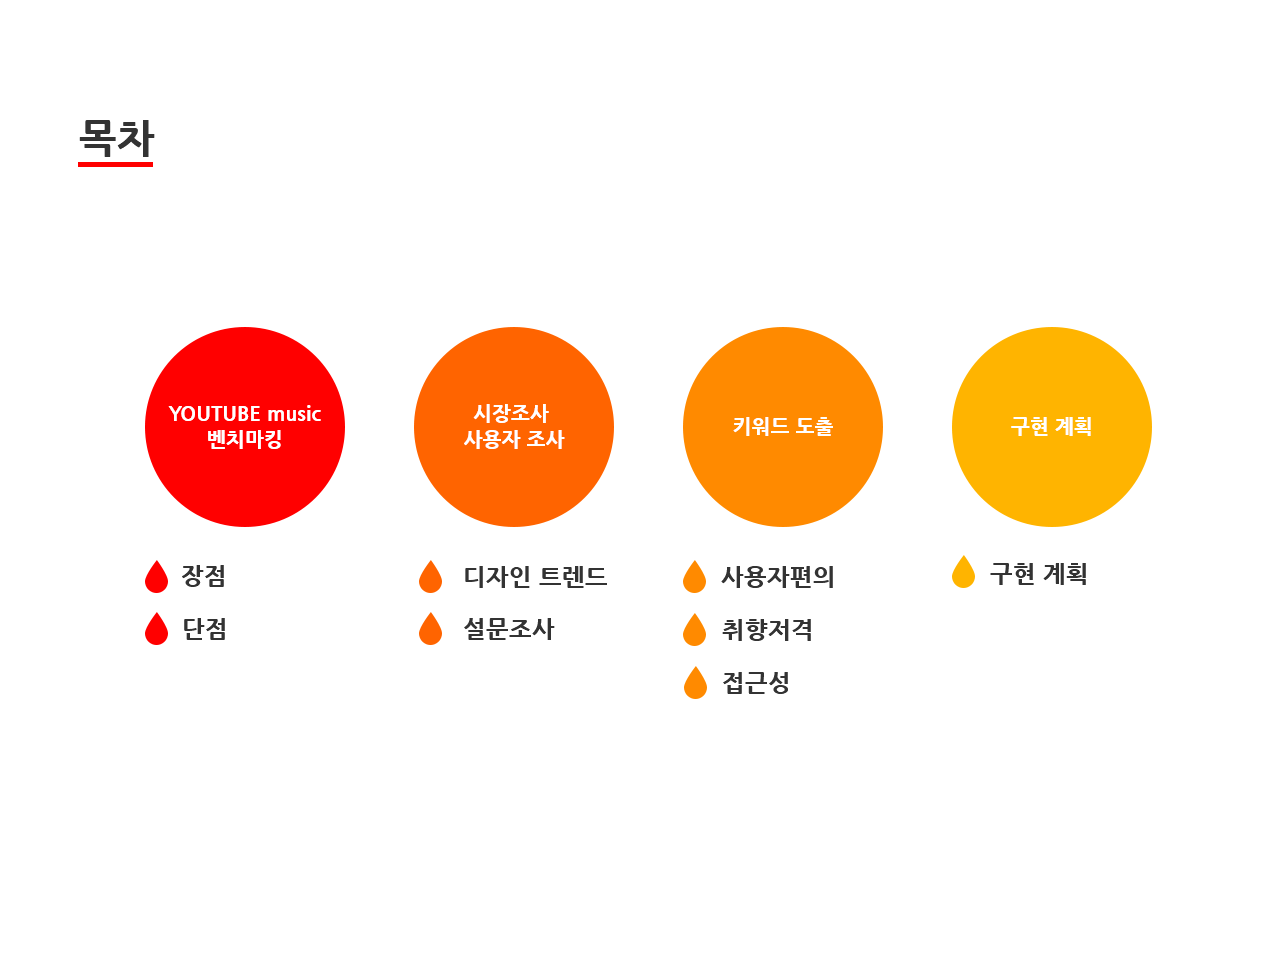 목차
YOUTUBE music
벤치마킹
장점
단점
시장조사
사용자 조사
디자인 트렌드
설문조사
키워드 도출
사용자편의
취향저격
접근성
구현 계획
구현 계획